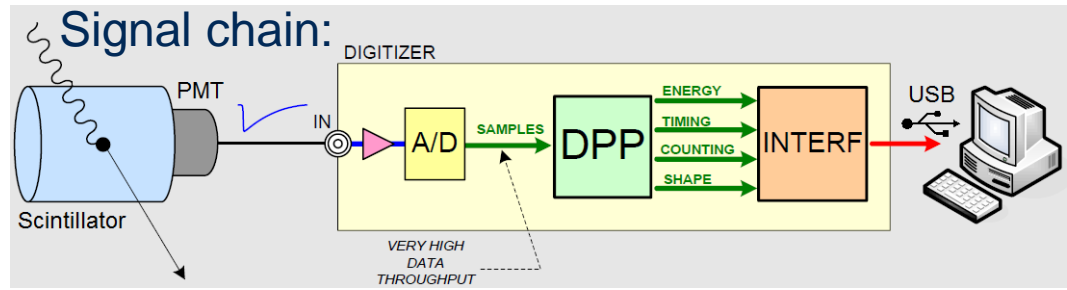 Signal chain:
DIGITIZER
PMT
IN
A/D
SAMPLES
DPP
ENERGY
TIMING
COUNTING
SHAPE
INTERF
USB
Scintillator
VERY HIGH
DATA
THROUGHPUT